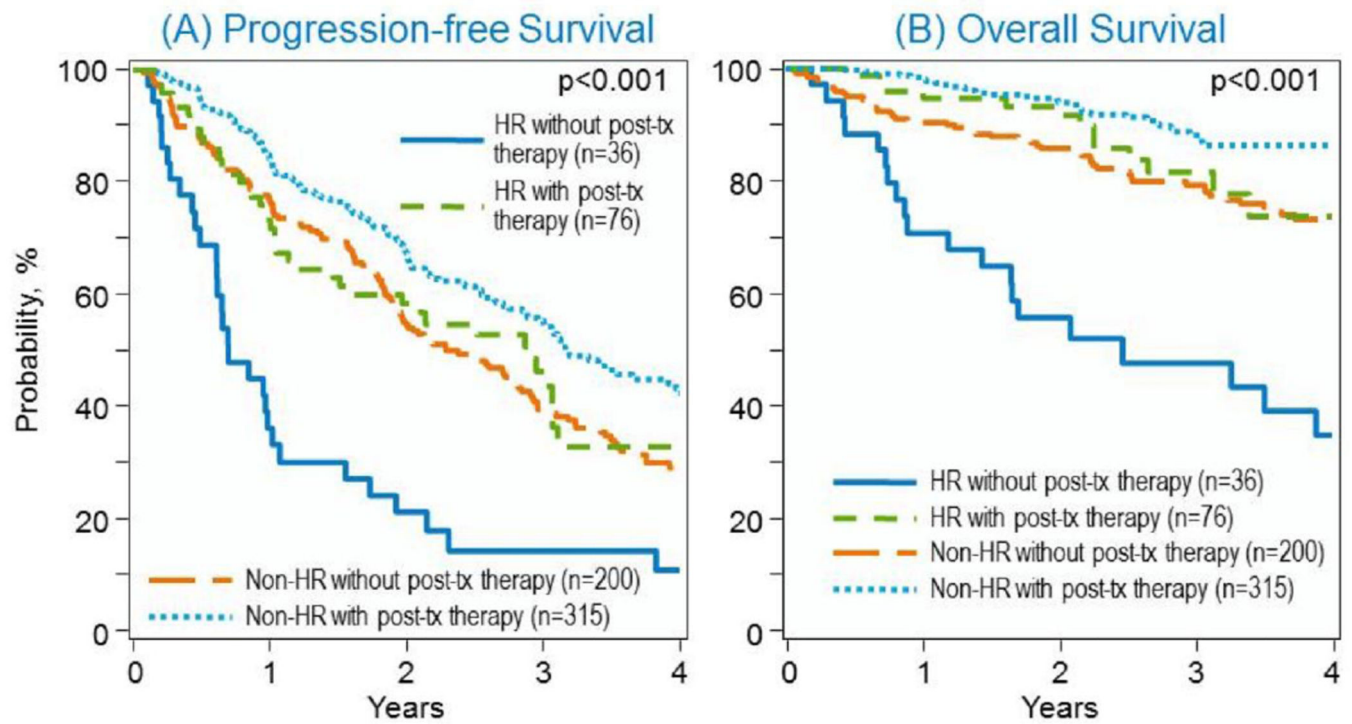 (A) Progression-free Survival
p<0.001
HR without post-tx
therapy (n=36)
HR with post-tx
therapy (n=76)
Non-HR without post-tx therapy (n=200)
Non-HR with post-tx therapy (n=315)
Probability, %
100
80
60
40
20
0
0 1 2 3 4
Years
(B) Overall Survival
p<0.001
HR without post-tx therapy (n=36)
HR with post-tx therapy (n=76)
Non-HR without post-tx therapy (n=200)
Non-HR with post-tx therapy (n=315)
100
80
60
40
20
0
0 1 2 3 4
Years